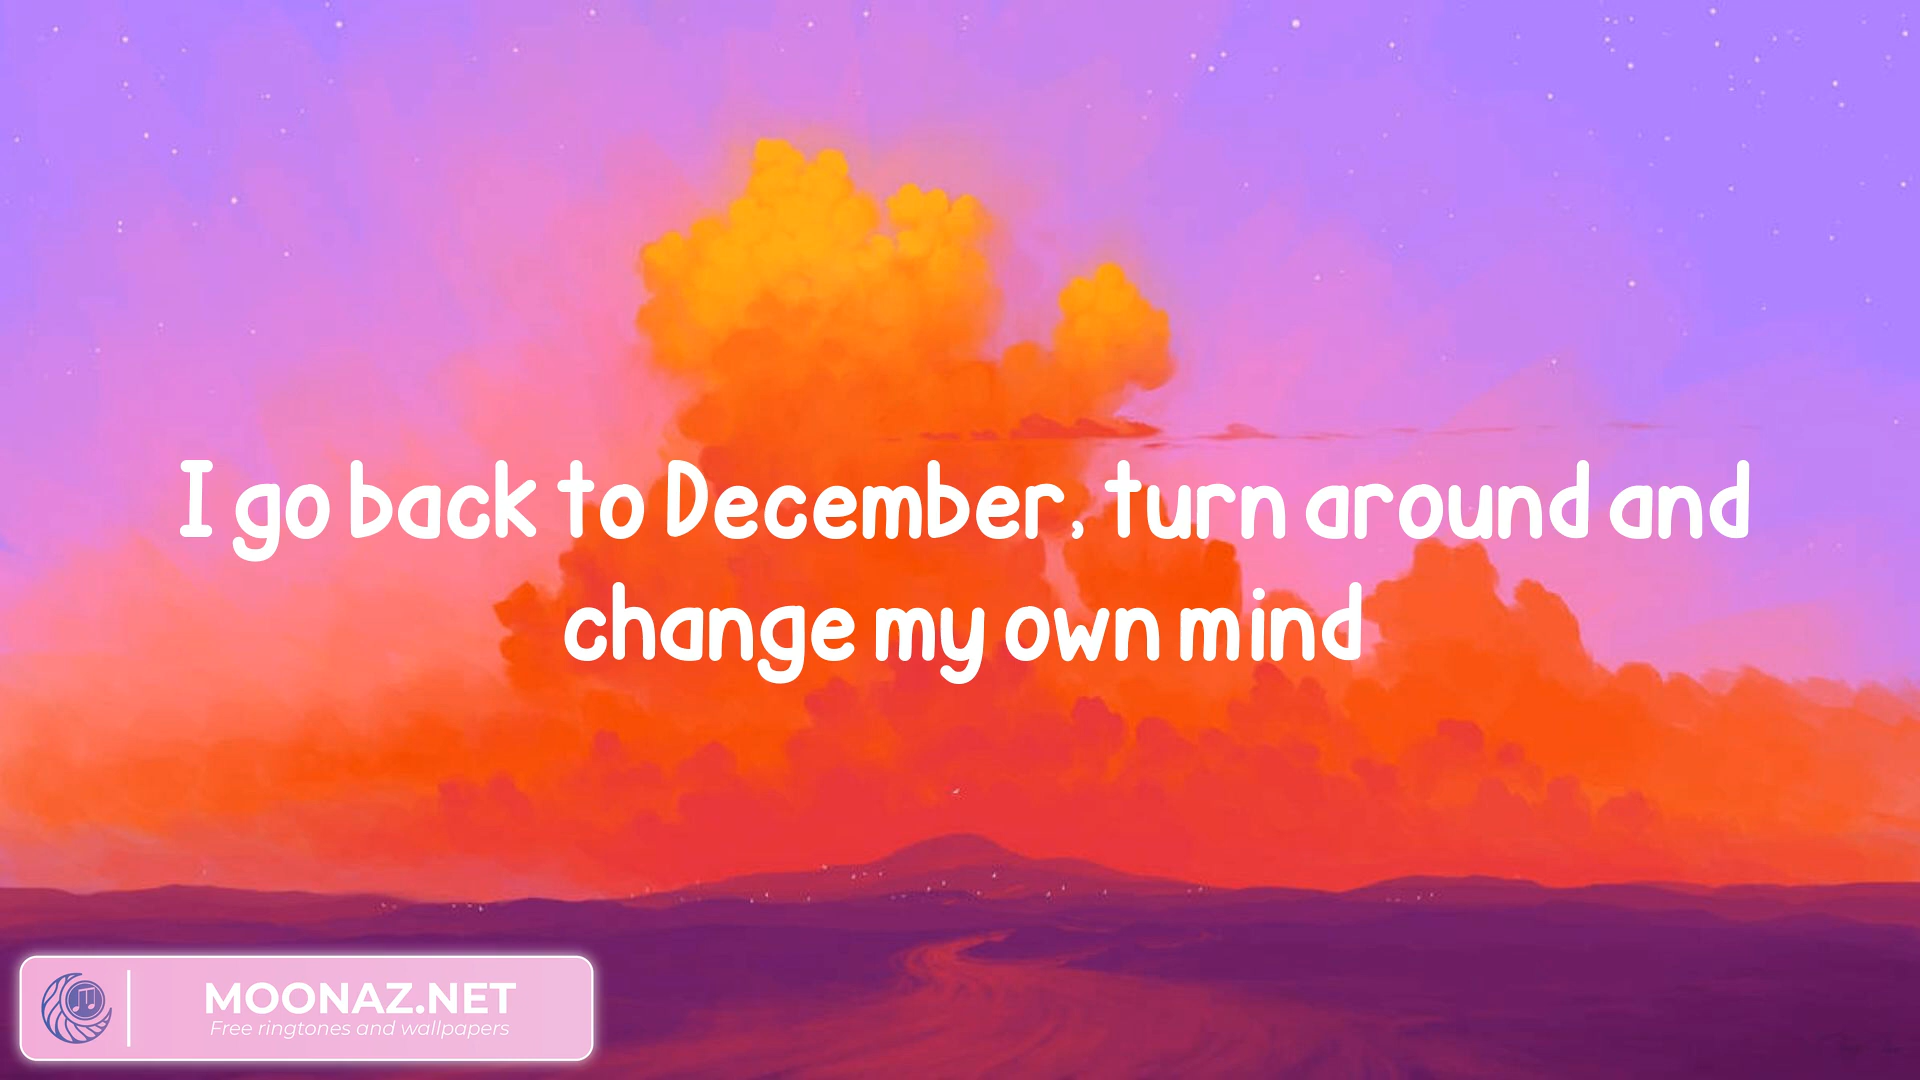 I go back to December, turn around and
change my own mind
MOONAZ.NET
Free ringtones and wallpapers